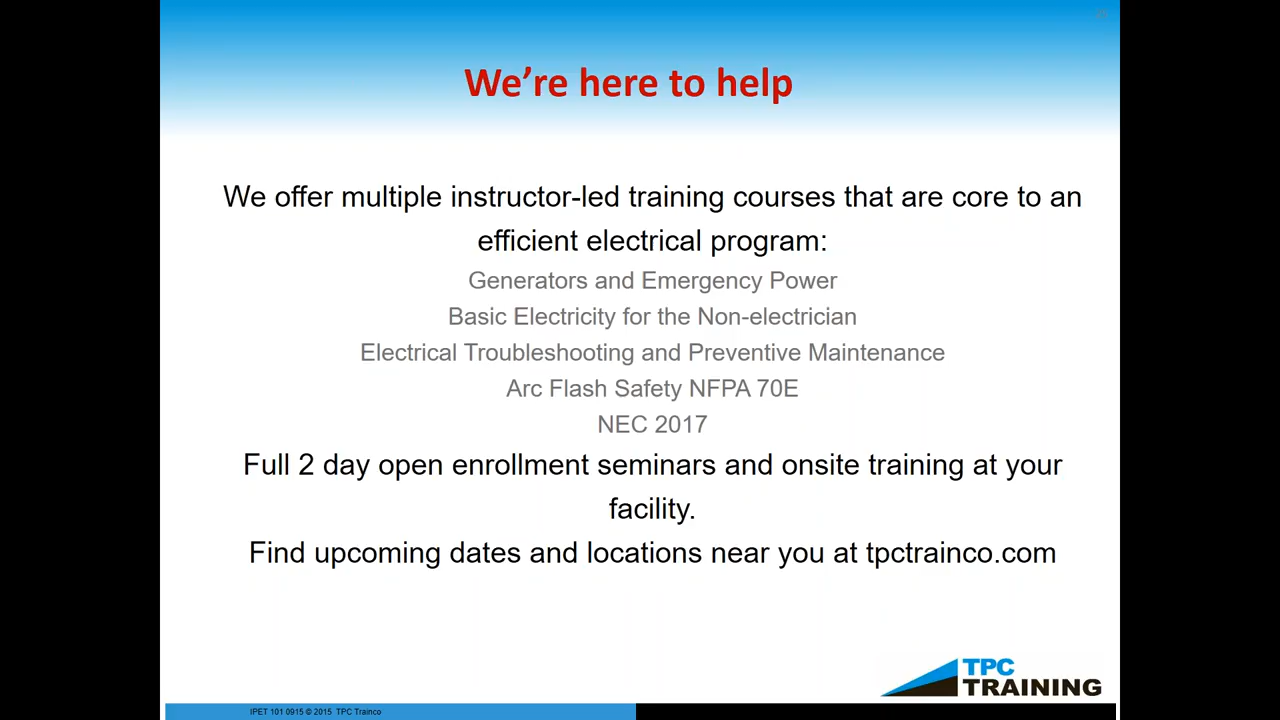 We’re here to help
We offer multiple instructor-led training courses that are core to an
efficient electrical program:
Generators and Emergency Power
Basic Electricity for the Non-electrician
Electrical Troubleshooting and Preventive Maintenance
Arc Flash Safety NFPA 70E
NEC 2017
Full 2 day open enrollment seminars and onsite training at your
facility.
Find upcoming dates and locations near you at tpctrainco.com
TPC
TRAINING
IPET 101 0915 © 2015 TPC Trainco